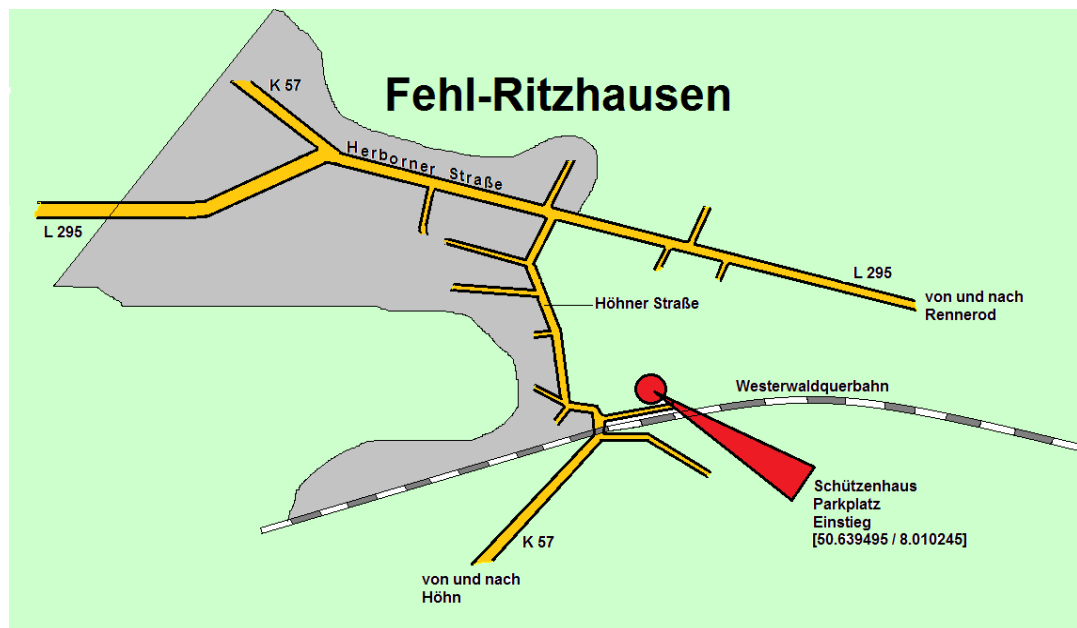 Fehl-Ritzhausen
K 57
Herborner Straße
L 295
L 295
von und nach
Rennerod
Höhner Straße
Westerwaldquerbahn
Schützenhaus
Parkplatz
Einstieg
[50.639495 / 8.010245]
K 57
von und nach
Höhn